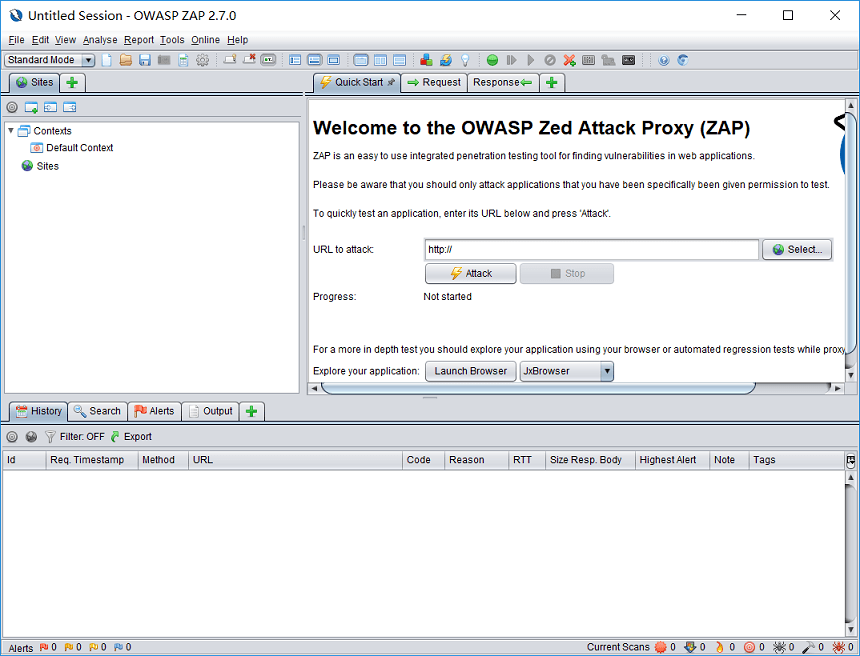 Untitled Session - OWASP ZAP 2.7.0
File Edit View Analyse Report Tools Online Help
Standard Mode
Sites
Quick Start Request Response
Contexts
Default Context
Sites
Welcome to the OWASP Zed Attack Proxy (ZAP)
ZAP is an easy to use integrated penetration testing tool for finding vulnerabilities in web applications.
Please be aware that you should only attack applications that you have been specifically been given permission to test.
To quickly test an application, enter its URL below and press 'Attack'.
URL to attack: http:// Select...
Attack Stop
Progress: Not started
For a more in depth test you should explore your application using your browser or automated regression tests while proxy
Explore your application: Launch Browser JxBrowser
History Search Alerts Output
Filter: OFF Export
Id Req. Timestamp Method URL Code Reason RTT Size Resp. Body Highest Alert Note Tags
Alerts 0 0 0 0 Current Scans 0 0 0 0 0 0 0